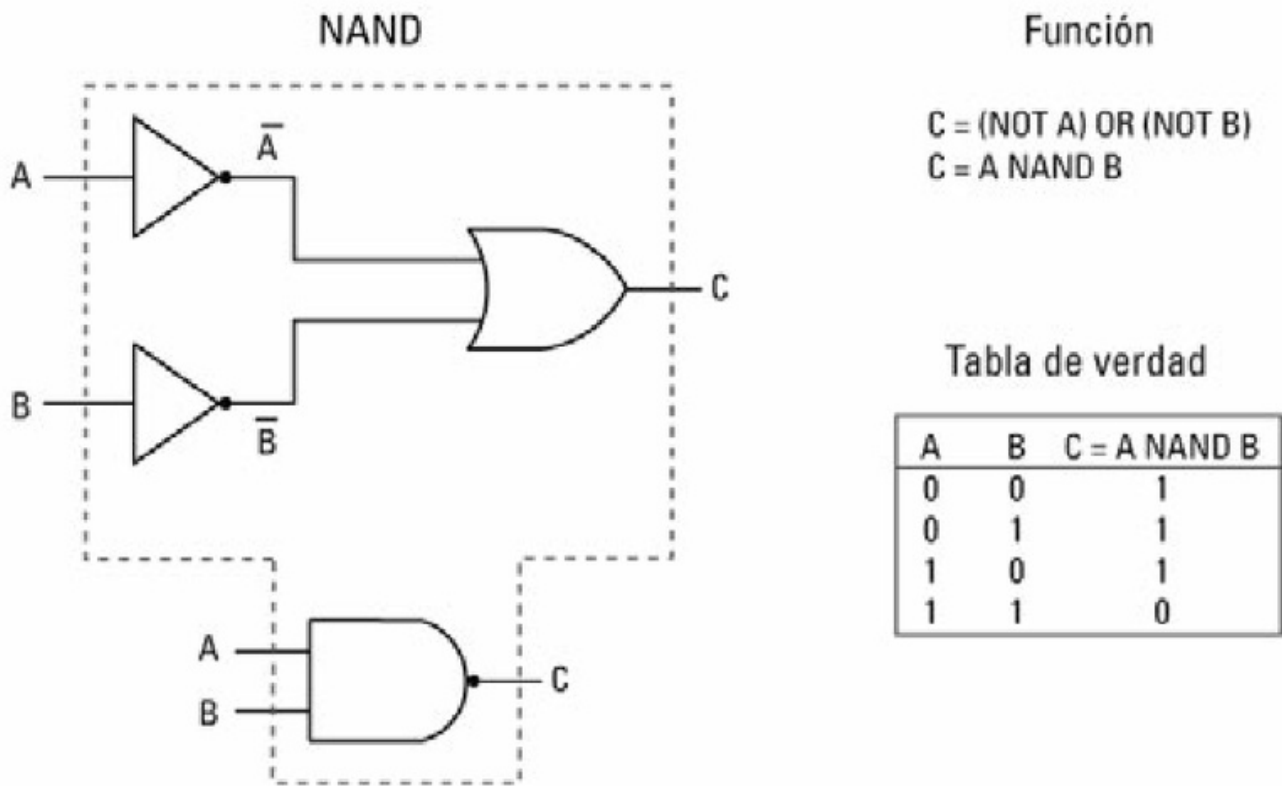 NAND
A
A̅
B
B̅
C
A
B
C
Función
C = (NOT A) OR (NOT B)
C = A NAND B
Tabla de verdad
A B C = A NAND B
0 0 1
0 1 1
1 0 1
1 1 0